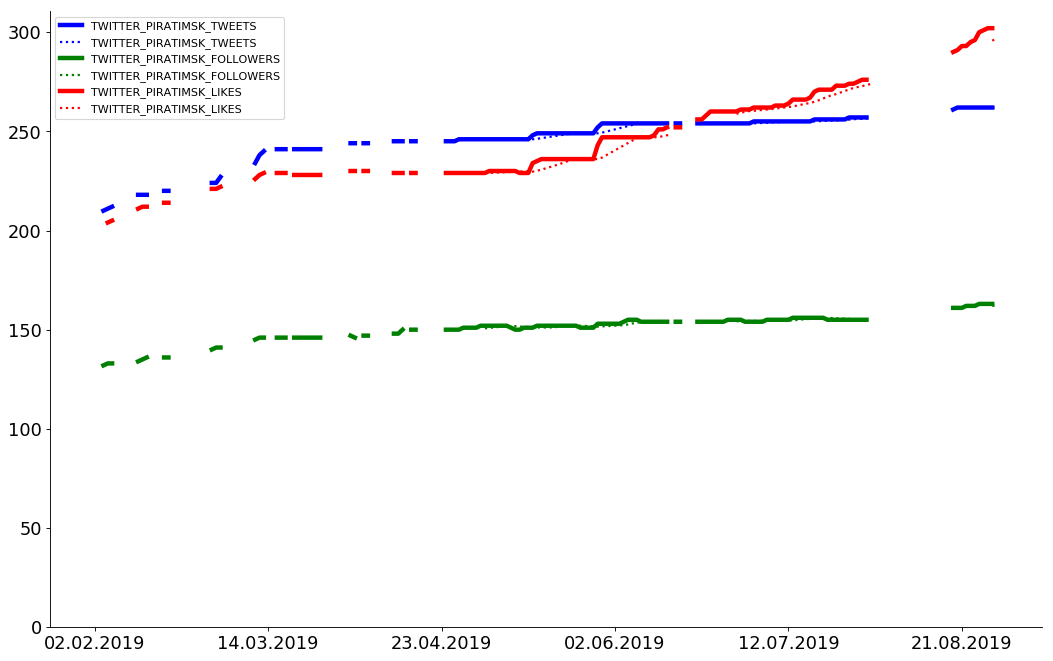 TWITTER_PIRATIMSK_TWEETS
TWITTER_PIRATIMSK_TWEETS
TWITTER_PIRATIMSK_FOLLOWERS
TWITTER_PIRATIMSK_FOLLOWERS
TWITTER_PIRATIMSK_LIKES
TWITTER_PIRATIMSK_LIKES
300
250
200
150
100
50
0
02.02.2019 14.03.2019 23.04.2019 02.06.2019 12.07.2019 21.08.2019